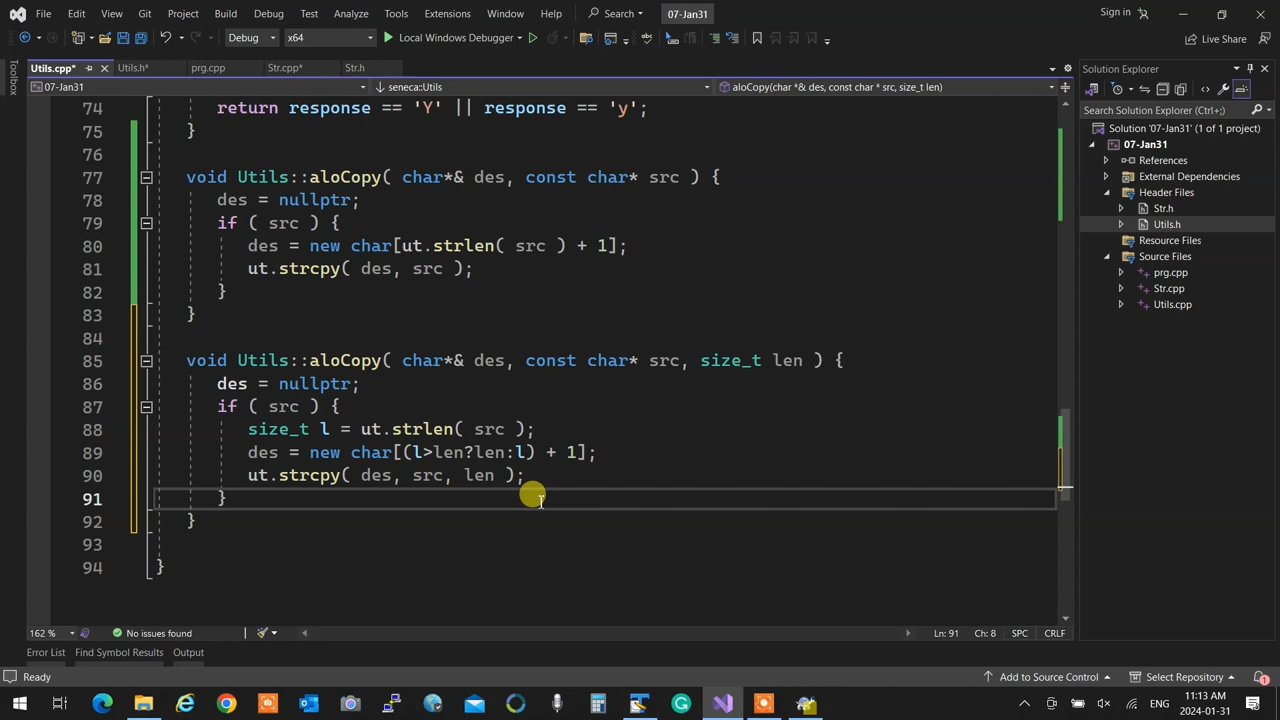 File Edit View Git Project Build Debug Test Analyze Tools Extensions Window Help Search 07-Jan31 Sign in
Debug x64 Local Windows Debugger Live Share
Utils.cpp* Utils.h* prg.cpp Str.cpp* Str.h
07-Jan31 seneca::Utils aloCopy(char *& des, const char * src, size_t len)
Toolbox
74 return response == 'Y' || response == 'y';
75 }
76
77 void Utils::aloCopy( char*& des, const char* src ) {
78 des = nullptr;
79 if ( src ) {
80 des = new char[ut.strlen( src ) + 1];
81 ut.strcpy( des, src );
82 }
83 }
84
85 void Utils::aloCopy( char*& des, const char* src, size_t len ) {
86 des = nullptr;
87 if ( src ) {
88 size_t l = ut.strlen( src );
89 des = new char[(l>len?len:l) + 1];
90 ut.strcpy( des, src, len );
91 }
92 }
93
94 }
162 % No issues found Ln: 91 Ch: 8 SPC CRLF
Solution Explorer
Search Solution Explorer (Ctrl+;)
Solution '07-Jan31' (1 of 1 project)
07-Jan31
References
External Dependencies
Header Files
Str.h
Utils.h
Resource Files
Source Files
prg.cpp
Str.cpp
Utils.cpp
Error List Find Symbol Results Output
Ready Add to Source Control Select Repository 1
ENG 11:13 AM
2024-01-31